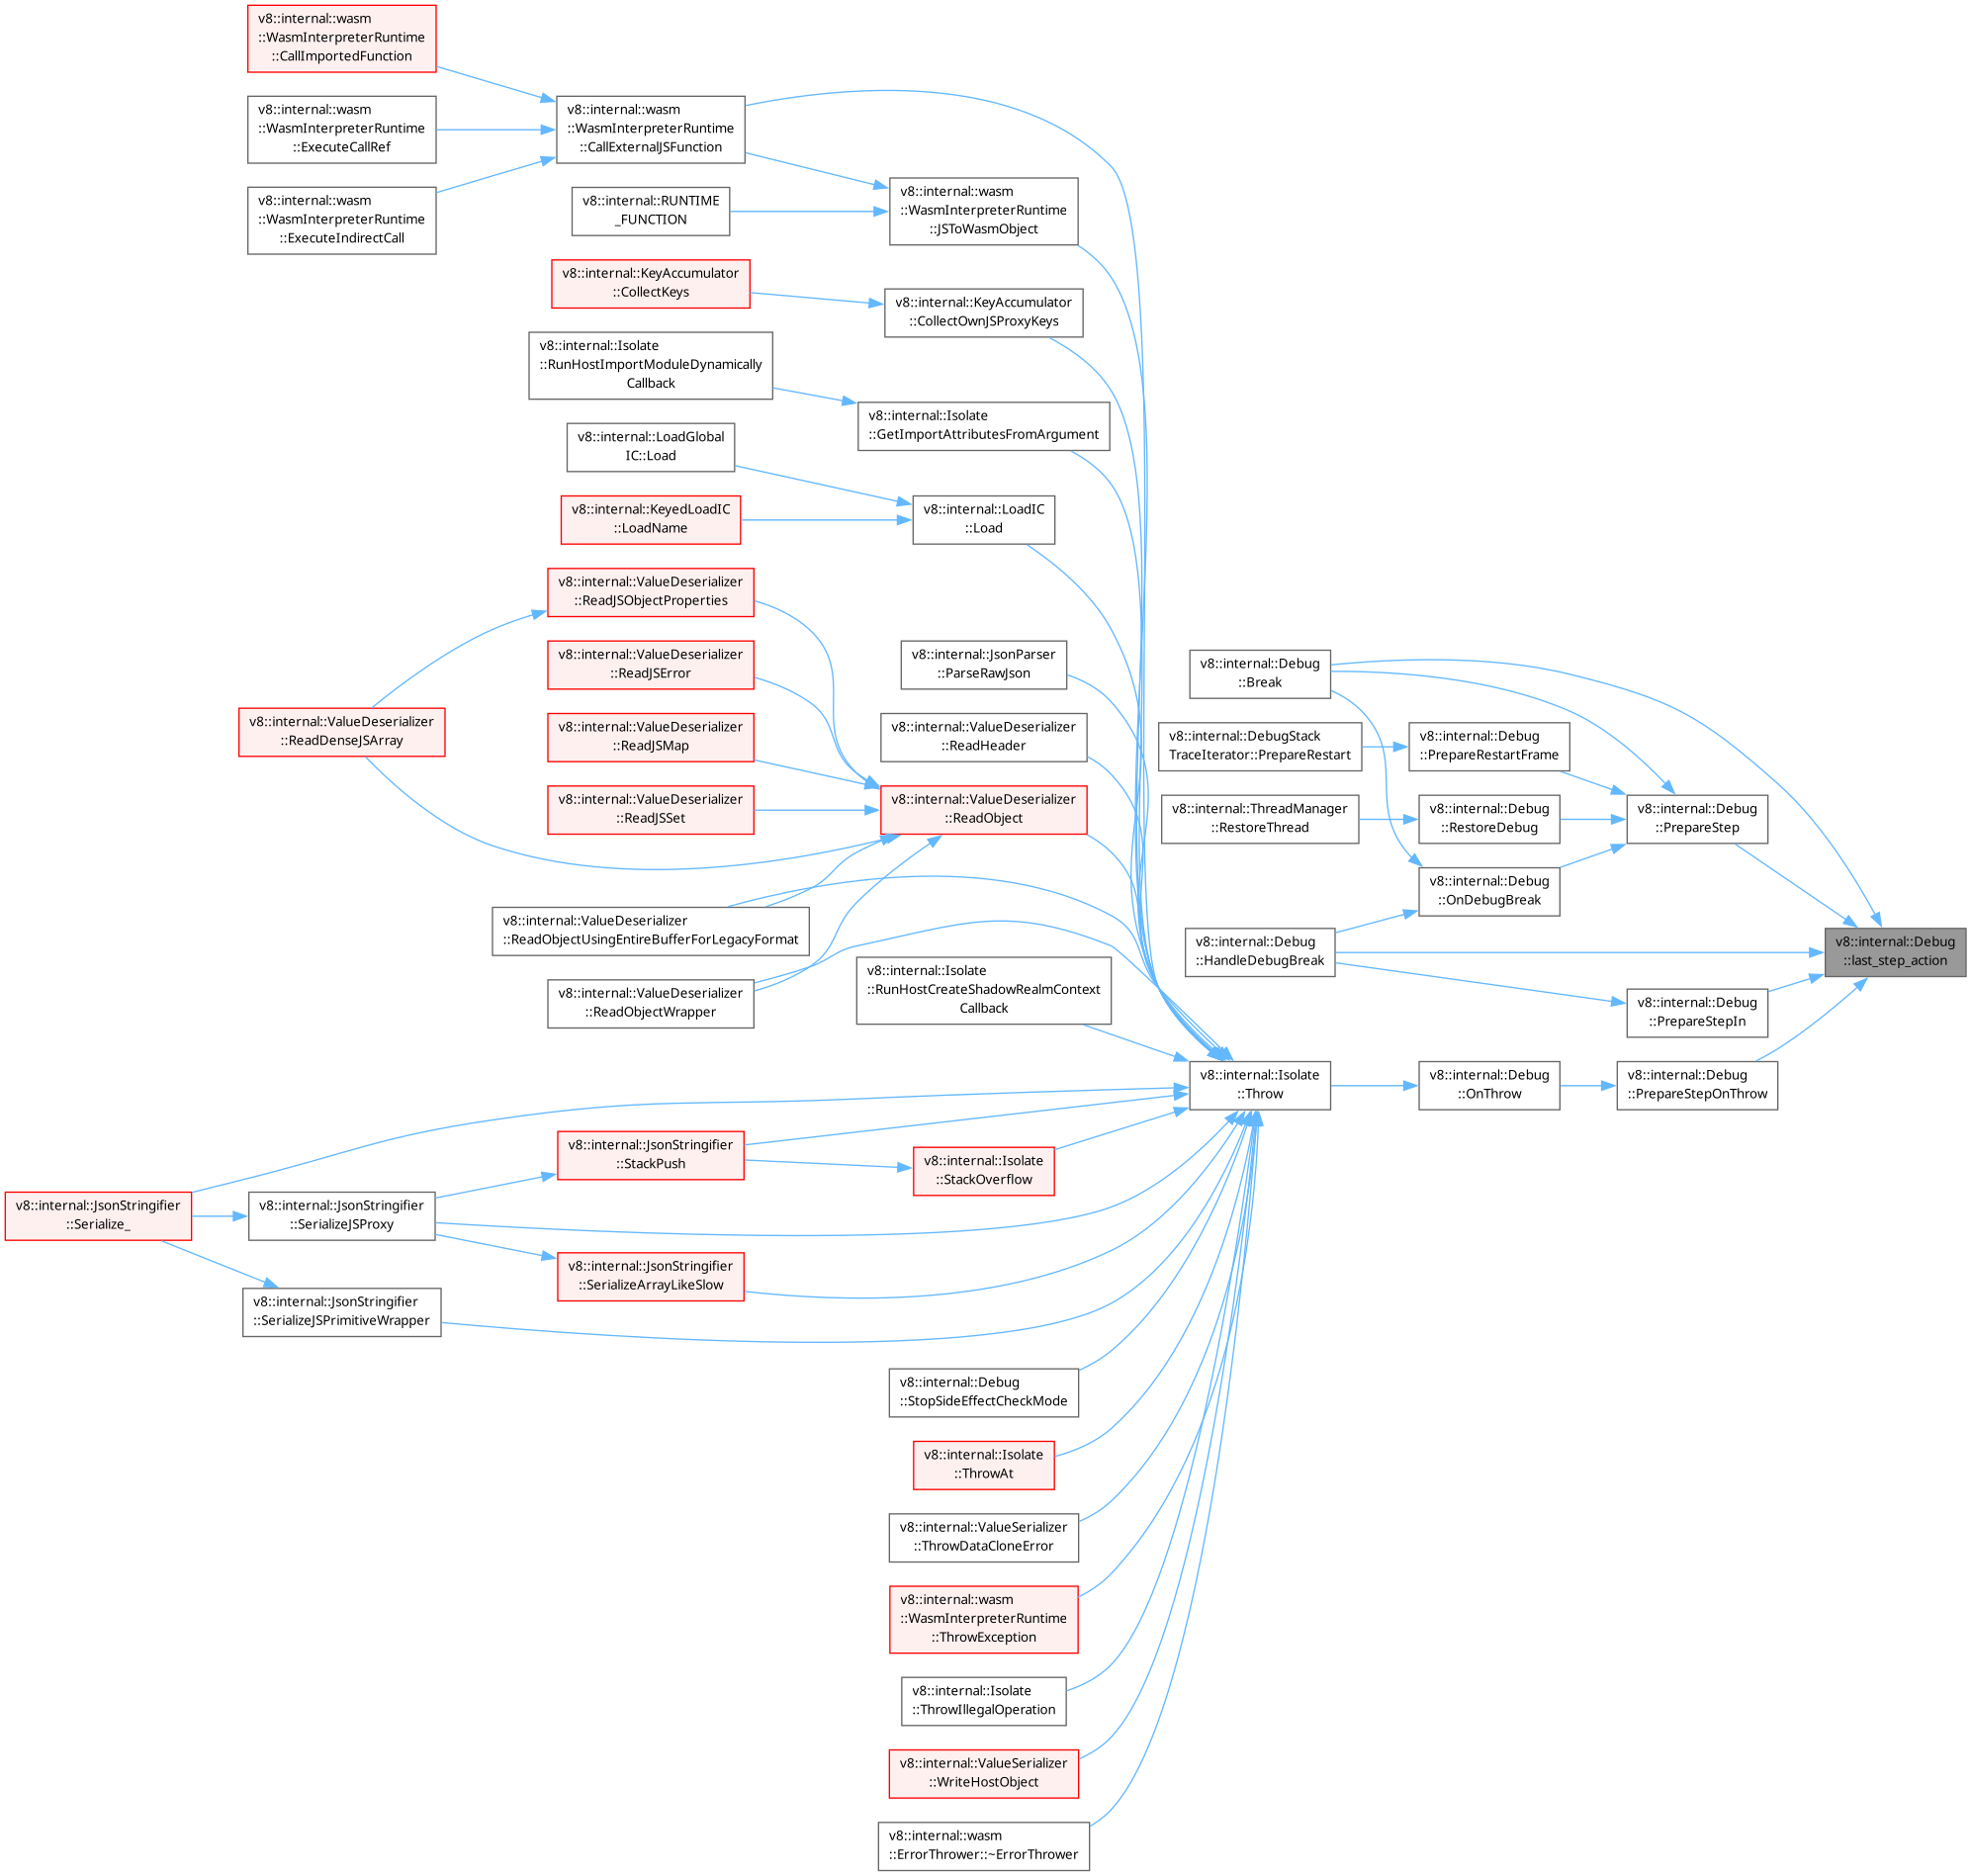 v8::internal::wasm
::WasmInterpreterRuntime
::CallImportedFunction
v8::internal::wasm
::WasmInterpreterRuntime
::ExecuteCallRef
v8::internal::wasm
::WasmInterpreterRuntime
::ExecuteIndirectCall
v8::internal::wasm
::WasmInterpreterRuntime
::CallExternalJSFunction
v8::internal::RUNTIME
_FUNCTION
v8::internal::wasm
::WasmInterpreterRuntime
::JSToWasmObject
v8::internal::KeyAccumulator
::CollectKeys
v8::internal::KeyAccumulator
::CollectOwnJSProxyKeys
v8::internal::Isolate
::RunHostImportModuleDynamically
Callback
v8::internal::Isolate
::GetImportAttributesFromArgument
v8::internal::LoadGlobal
IC::Load
v8::internal::KeyedLoadIC
::LoadName
v8::internal::LoadIC
::Load
v8::internal::ValueDeserializer
::ReadJSObjectProperties
v8::internal::ValueDeserializer
::ReadJSError
v8::internal::ValueDeserializer
::ReadDenseJSArray
v8::internal::ValueDeserializer
::ReadJSMap
v8::internal::ValueDeserializer
::ReadJSSet
v8::internal::JsonParser
::ParseRawJson
v8::internal::ValueDeserializer
::ReadHeader
v8::internal::ValueDeserializer
::ReadObject
v8::internal::ValueDeserializer
::ReadObjectUsingEntireBufferForLegacyFormat
v8::internal::ValueDeserializer
::ReadObjectWrapper
v8::internal::Isolate
::RunHostCreateShadowRealmContext
Callback
v8::internal::Debug
::Break
v8::internal::DebugStack
TraceIterator::PrepareRestart
v8::internal::Debug
::PrepareRestartFrame
v8::internal::ThreadManager
::RestoreThread
v8::internal::Debug
::RestoreDebug
v8::internal::Debug
::PrepareStep
v8::internal::Debug
::OnDebugBreak
v8::internal::Debug
::HandleDebugBreak
v8::internal::Debug
::last_step_action
v8::internal::Debug
::PrepareStepIn
v8::internal::Isolate
::Throw
v8::internal::Debug
::OnThrow
v8::internal::Debug
::PrepareStepOnThrow
v8::internal::JsonStringifier
::StackPush
v8::internal::Isolate
::StackOverflow
v8::internal::JsonStringifier
::Serialize_
v8::internal::JsonStringifier
::SerializeJSProxy
v8::internal::JsonStringifier
::SerializeArrayLikeSlow
v8::internal::JsonStringifier
::SerializeJSPrimitiveWrapper
v8::internal::Debug
::StopSideEffectCheckMode
v8::internal::Isolate
::ThrowAt
v8::internal::ValueSerializer
::ThrowDataCloneError
v8::internal::wasm
::WasmInterpreterRuntime
::ThrowException
v8::internal::Isolate
::ThrowIllegalOperation
v8::internal::ValueSerializer
::WriteHostObject
v8::internal::wasm
::ErrorThrower::~ErrorThrower